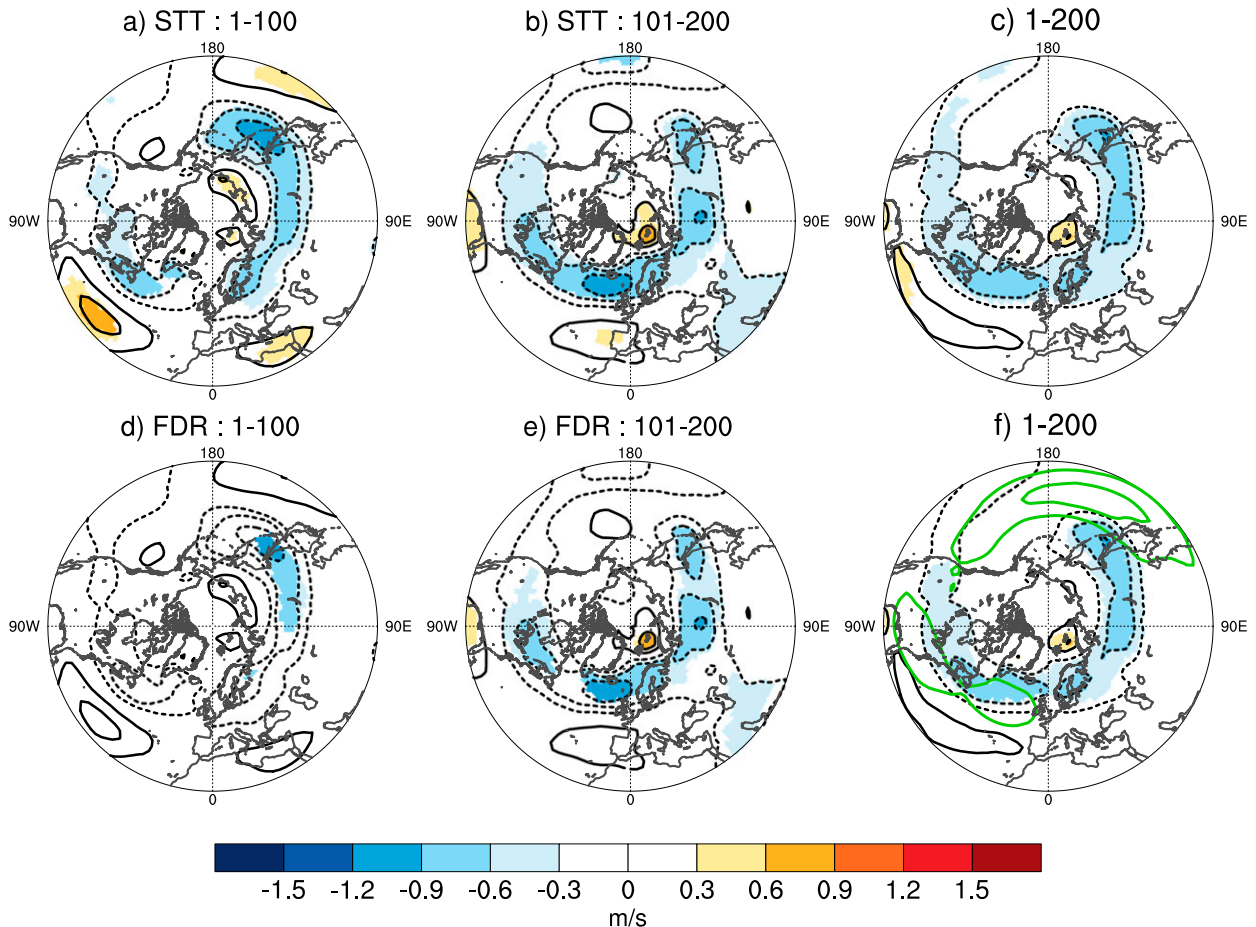 a) STT : 1-100
b) STT : 101-200
c) 1-200
180
180
180
90W
90E
90W
90E
90W
90E
0
0
0
d) FDR : 1-100
e) FDR : 101-200
f) 1-200
180
180
180
90W
90E
90W
90E
90W
90E
0
0
0
-1.5 -1.2 -0.9 -0.6 -0.3 0 0.3 0.6 0.9 1.2 1.5
m/s